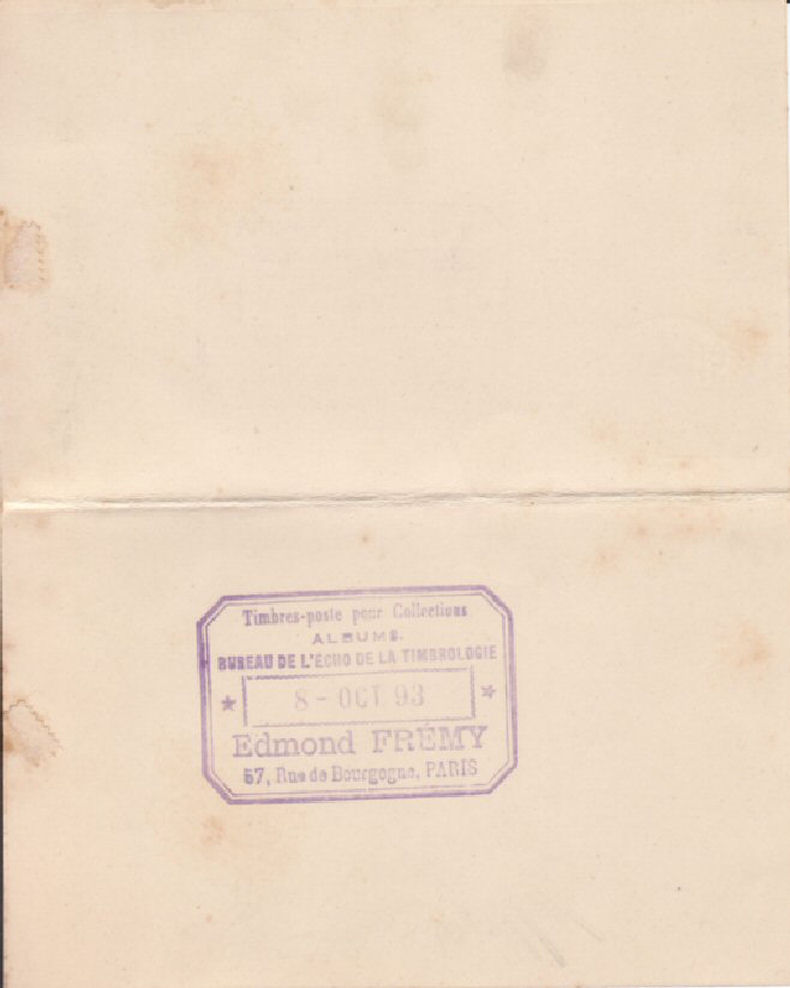 Timbres-poste pour Collections
ALBUMS.
BUREAU DE L'ÉCHO DE LA TIMBROLOGIE
★ 8 - OCT 93 ★
Edmond FRÉMY
57, Rue de Bourgogne, PARIS